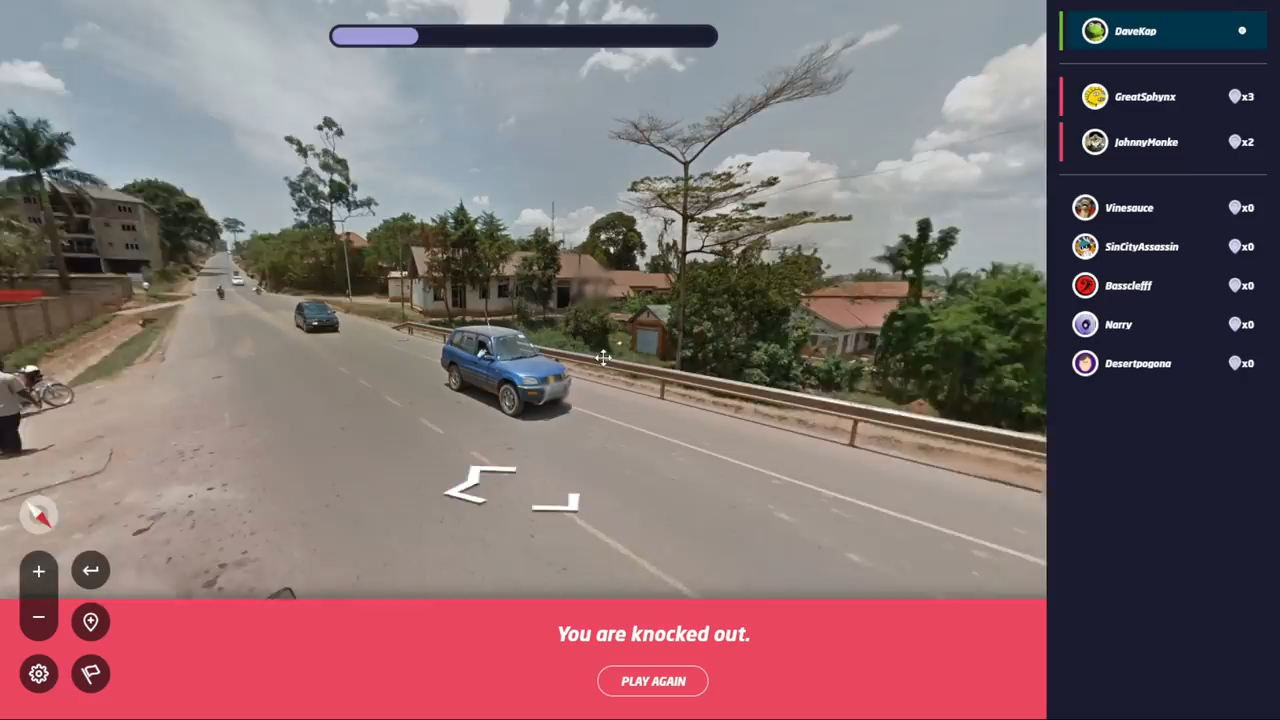 DaveKap
GreatSphynx x3
JohnnyMonke x2
Vinesauce x0
SinCityAssassin x0
Bassclefff x0
Narry x0
Desertpogona x0
You are knocked out.
PLAY AGAIN